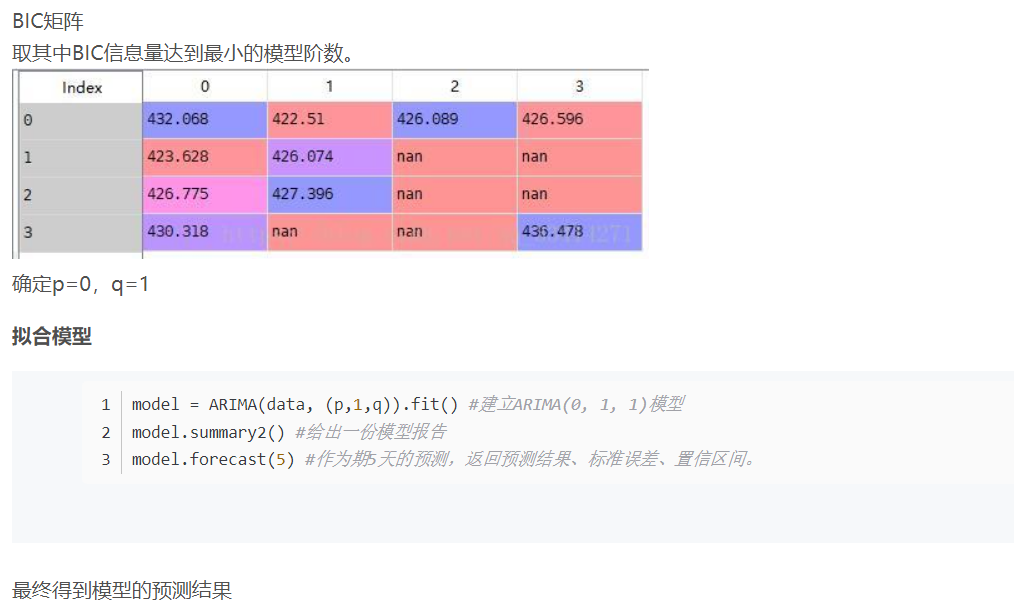 BIC矩阵
取其中BIC信息量达到最小的模型阶数。
Index 0 1 2 3
0 432.068 422.51 426.089 426.596
1 423.628 426.074 nan nan
2 426.775 427.396 nan nan
3 430.318 nan nan 436.478
确定p=0，q=1
拟合模型
1 model = ARIMA(data, (p,1,q)).fit() #建立ARIMA(0, 1, 1)模型
2 model.summary2() #给出一份模型报告
3 model.forecast(5) #作为期5天的预测，返回预测结果、标准误差、置信区间。
最终得到模型的预测结果